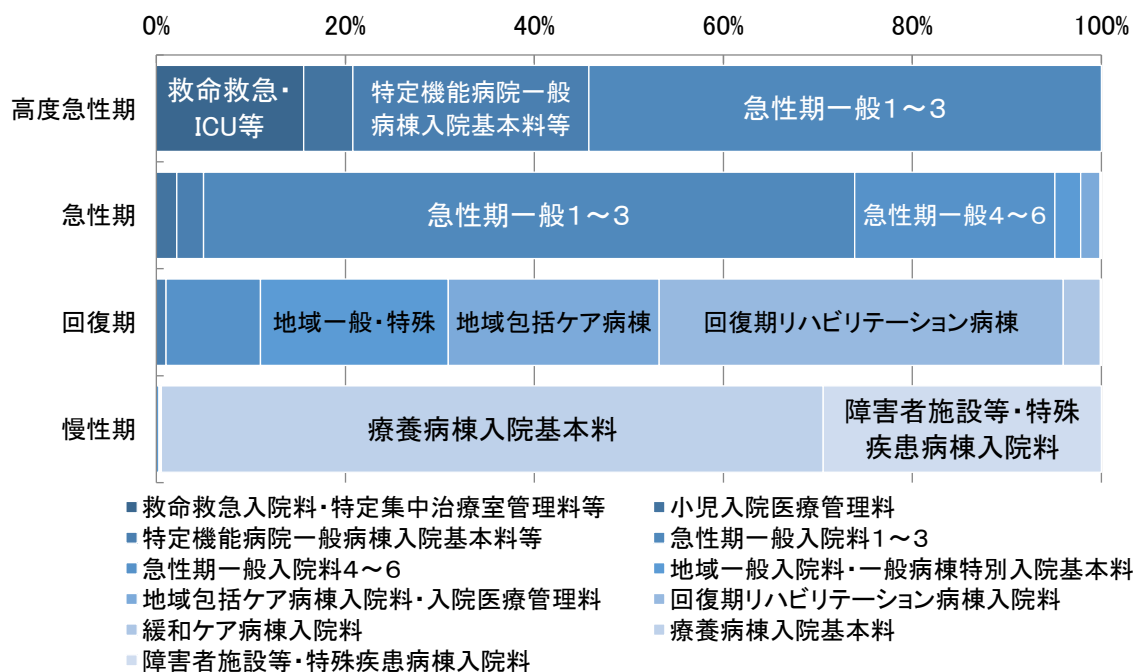 0% 20% 40% 60% 80% 100%
高度急性期
救命救急・
ICU等
特定機能病院一般
病棟入院基本料等
急性期一般1～3
急性期
急性期一般1～3
急性期一般4～6
回復期
地域一般・特殊
地域包括ケア病棟
回復期リハビリテーション病棟
慢性期
療養病棟入院基本料
障害者施設等・特殊
疾患病棟入院料
救命救急入院料・特定集中治療室管理料等
小児入院医療管理料
特定機能病院一般病棟入院基本料等
急性期一般入院料1～3
急性期一般入院料4～6
地域一般入院料・一般病棟特別入院基本料
地域包括ケア病棟入院料・入院医療管理料
回復期リハビリテーション病棟入院料
緩和ケア病棟入院料
療養病棟入院基本料
障害者施設等・特殊疾患病棟入院料